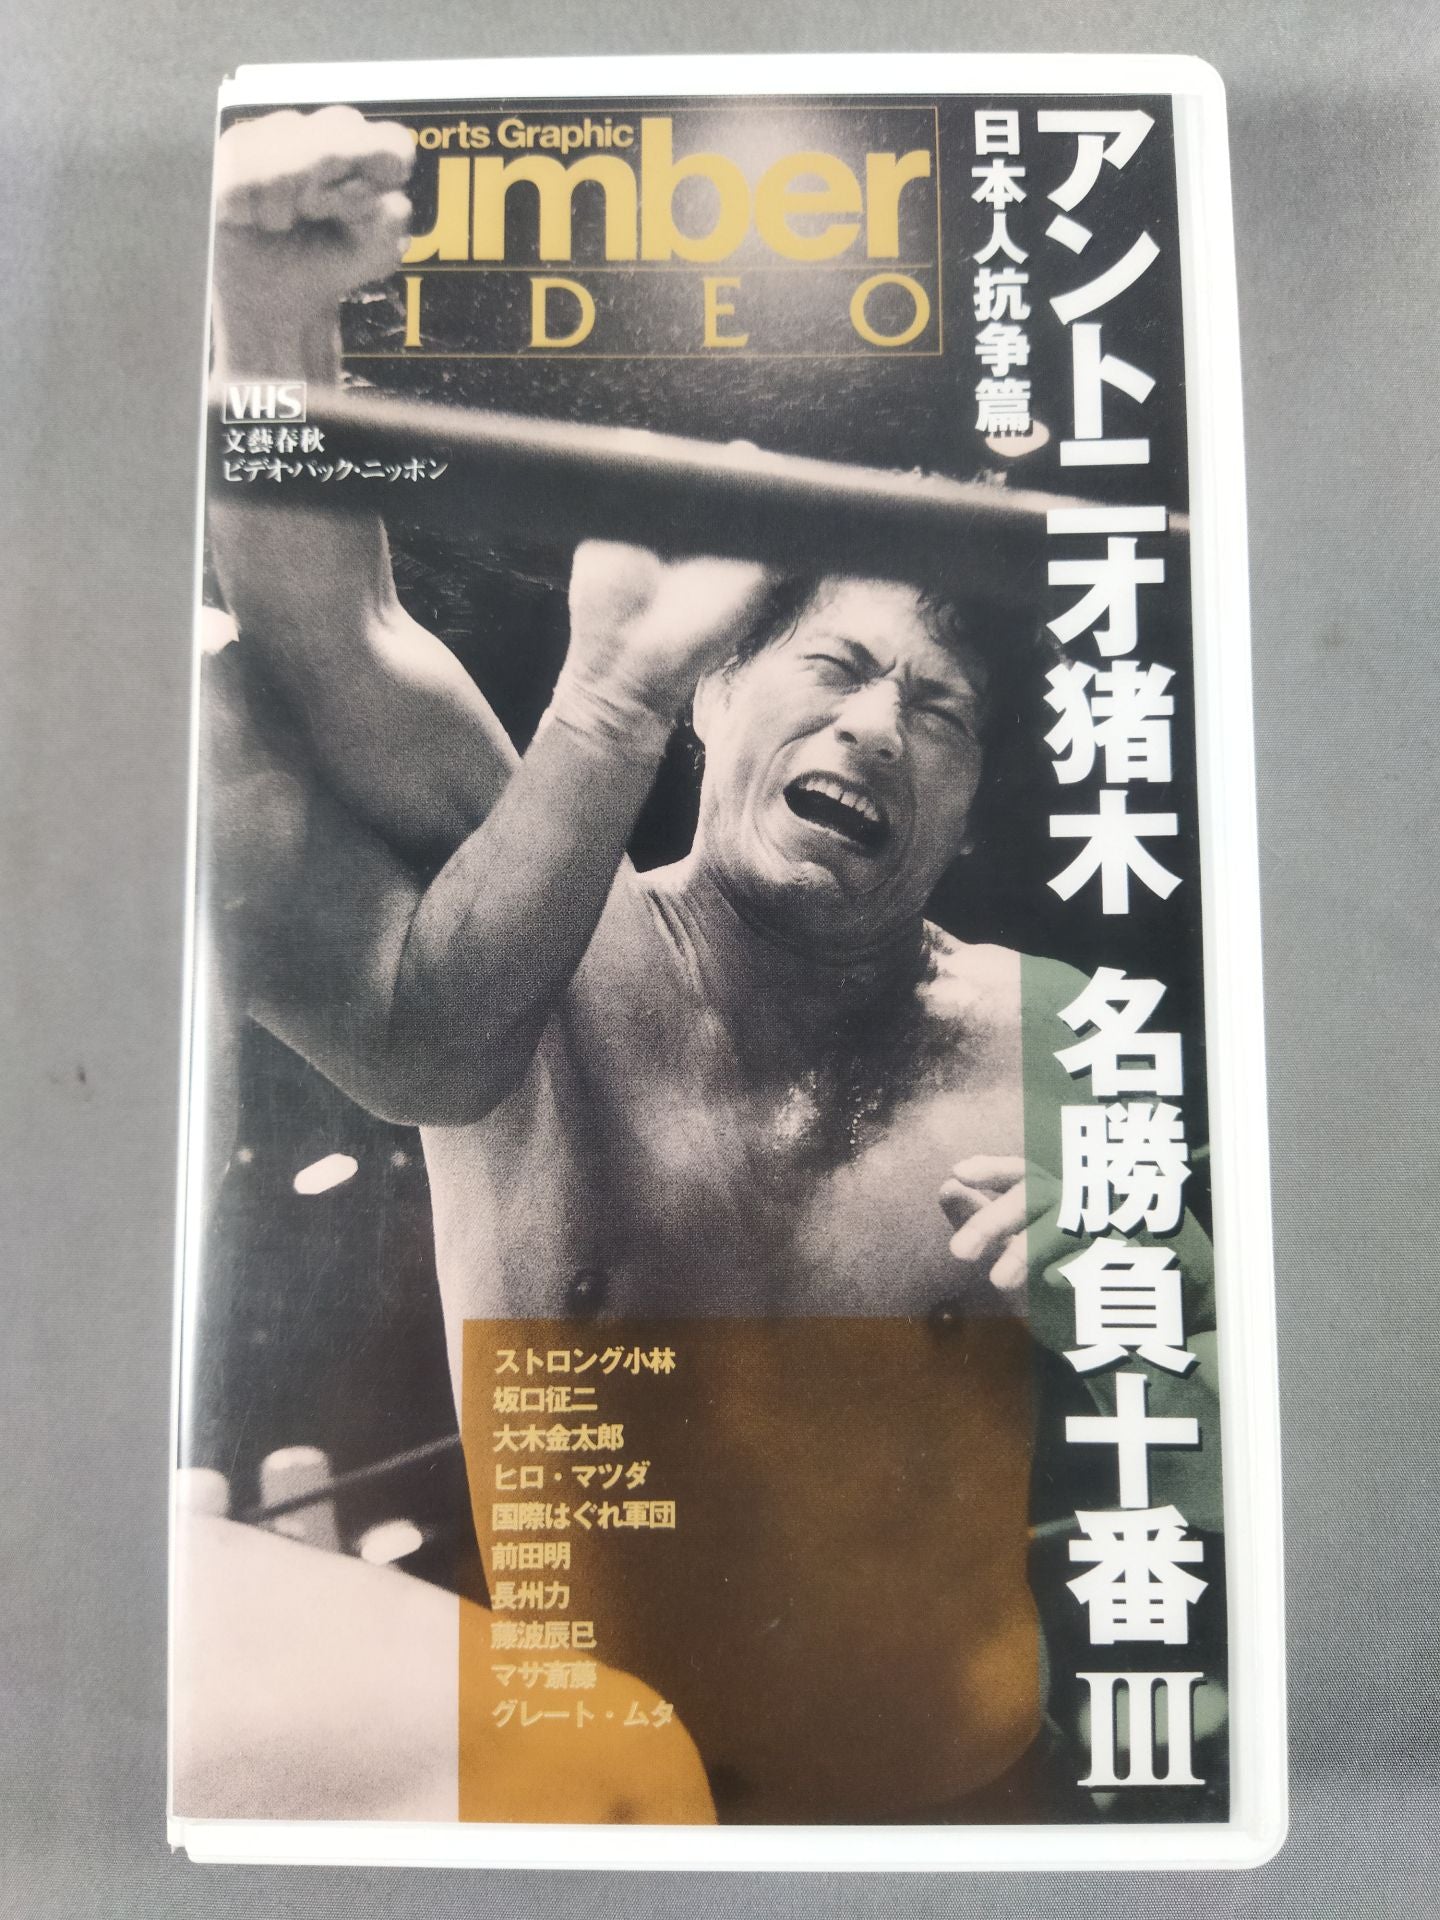 アントニオ猪木 名勝負十番 III
日本人抗争篇
ports Graphic
umber
IDEO
VHS
文藝春秋
ビデオ・パック・ニッポン
ストロング小林
坂口征二
大木金太郎
ヒロ・マツダ
国際はぐれ軍団
前田明
長州力
藤波辰巳
マサ斎藤
グレート・ムタ